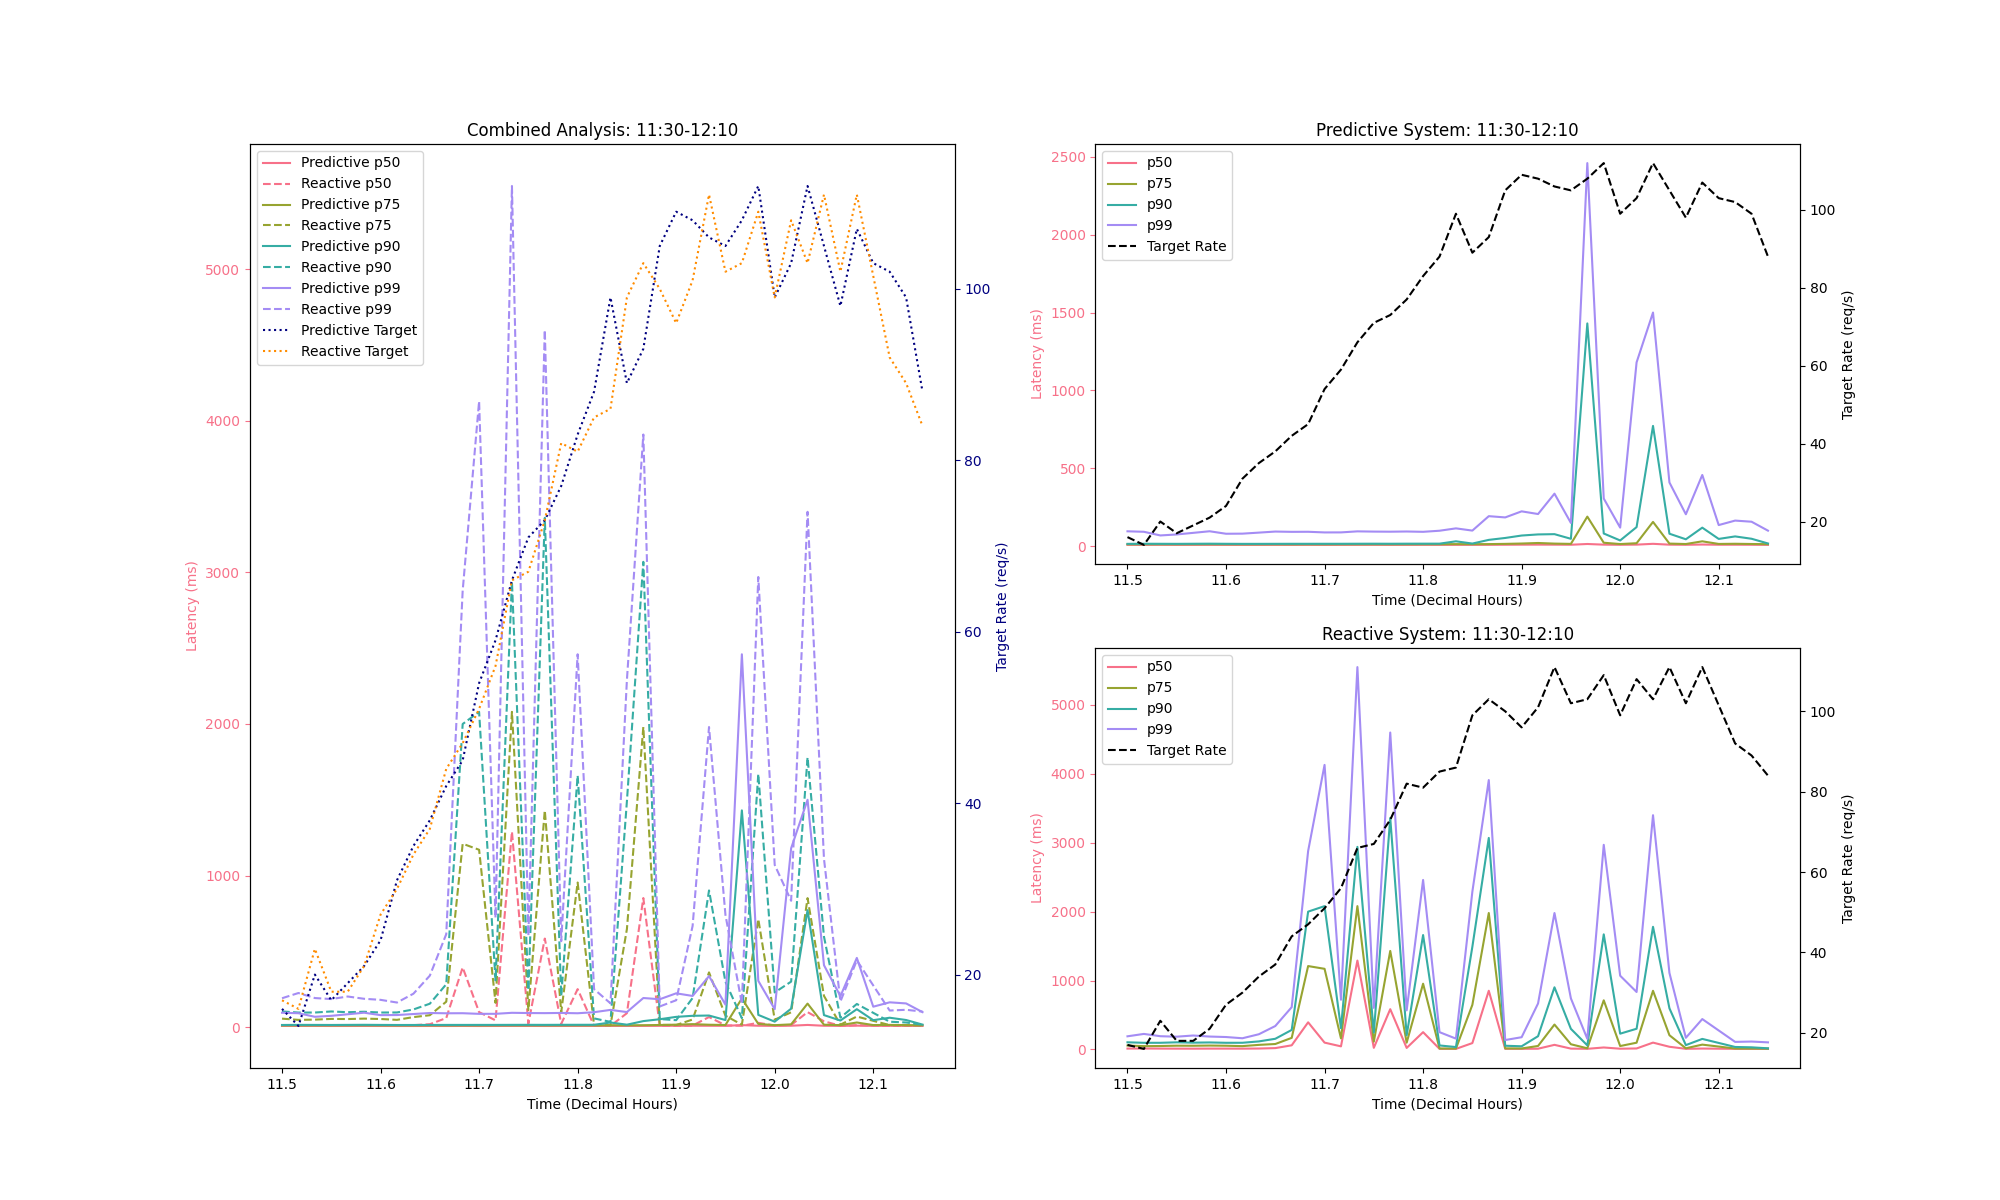 Combined Analysis: 11:30-12:10
Predictive p50
Reactive p50
Predictive p75
Reactive p75
Predictive p90
Reactive p90
Predictive p99
Reactive p99
Predictive Target
Reactive Target
Latency (ms)
5000
4000
3000
2000
1000
0
100
80
60
40
20
Target Rate (req/s)
11.5 11.6 11.7 11.8 11.9 12.0 12.1
Time (Decimal Hours)
Predictive System: 11:30-12:10
p50
p75
p90
p99
Target Rate
Latency (ms)
2500
2000
1500
1000
500
0
100
80
60
40
20
Target Rate (req/s)
11.5 11.6 11.7 11.8 11.9 12.0 12.1
Time (Decimal Hours)
Reactive System: 11:30-12:10
p50
p75
p90
p99
Target Rate
Latency (ms)
5000
4000
3000
2000
1000
0
100
80
60
40
20
Target Rate (req/s)
11.5 11.6 11.7 11.8 11.9 12.0 12.1
Time (Decimal Hours)